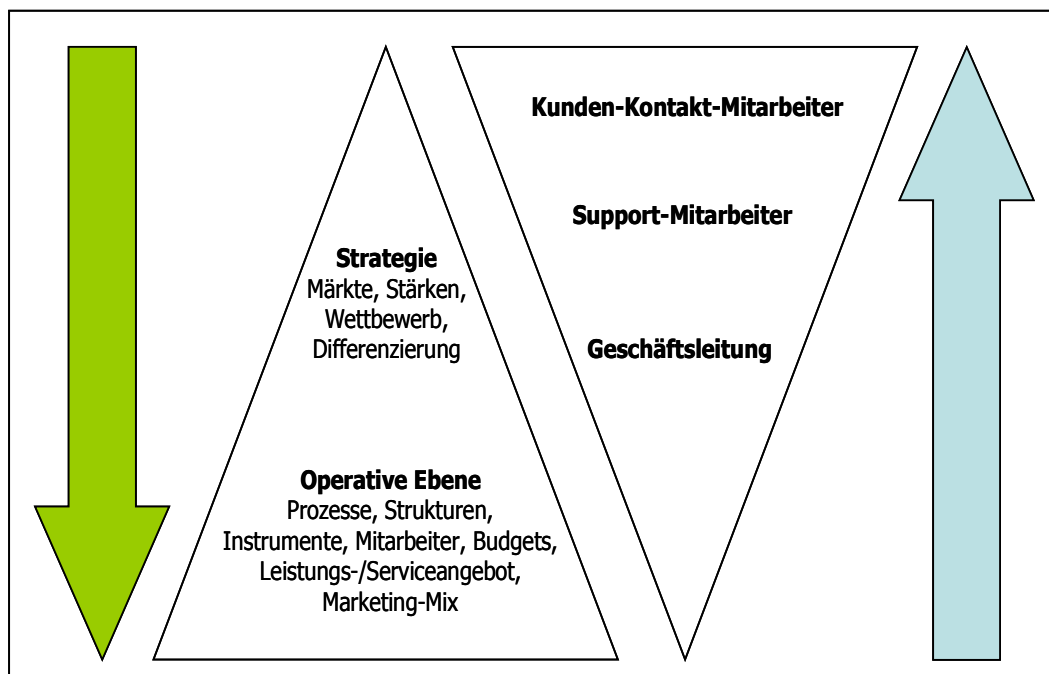 Strategie
Märkte, Stärken,
Wettbewerb,
Differenzierung
Operative Ebene
Prozesse, Strukturen,
Instrumente, Mitarbeiter, Budgets,
Leistungs-/Serviceangebot,
Marketing-Mix
Kunden-Kontakt-Mitarbeiter
Support-Mitarbeiter
Geschäftsleitung